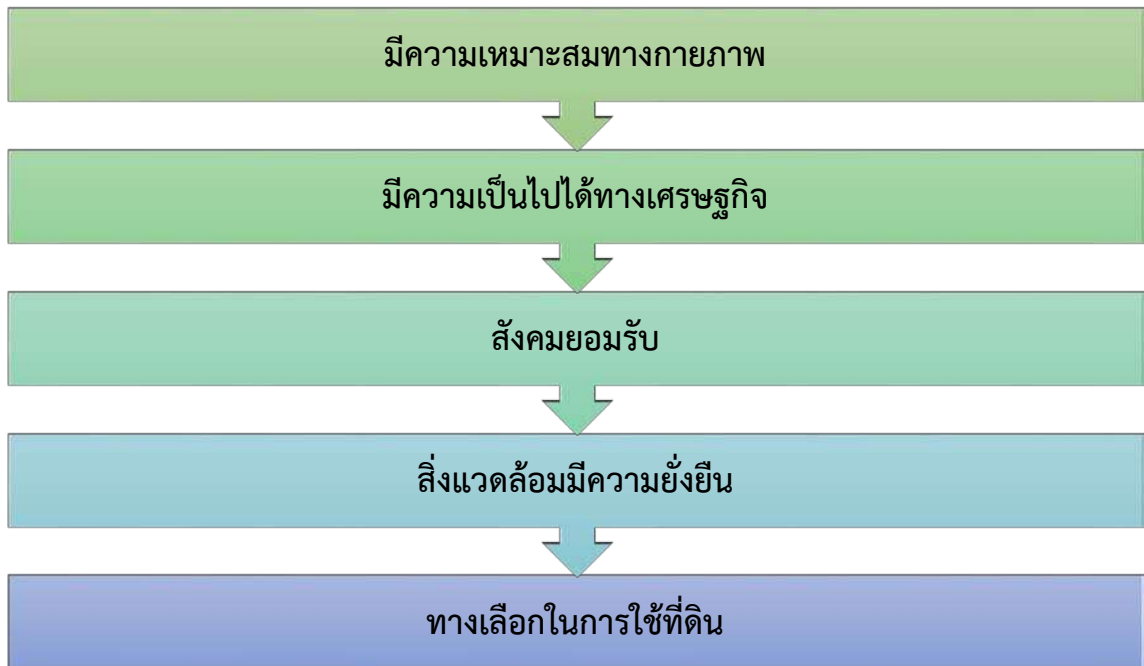 มีความเหมาะสมทางกายภาพ
มีความเป็นไปได้ทางเศรษฐกิจ
สังคมยอมรับ
สิ่งแวดล้อมมีความยั่งยืน
ทางเลือกในการใช้ที่ดิน